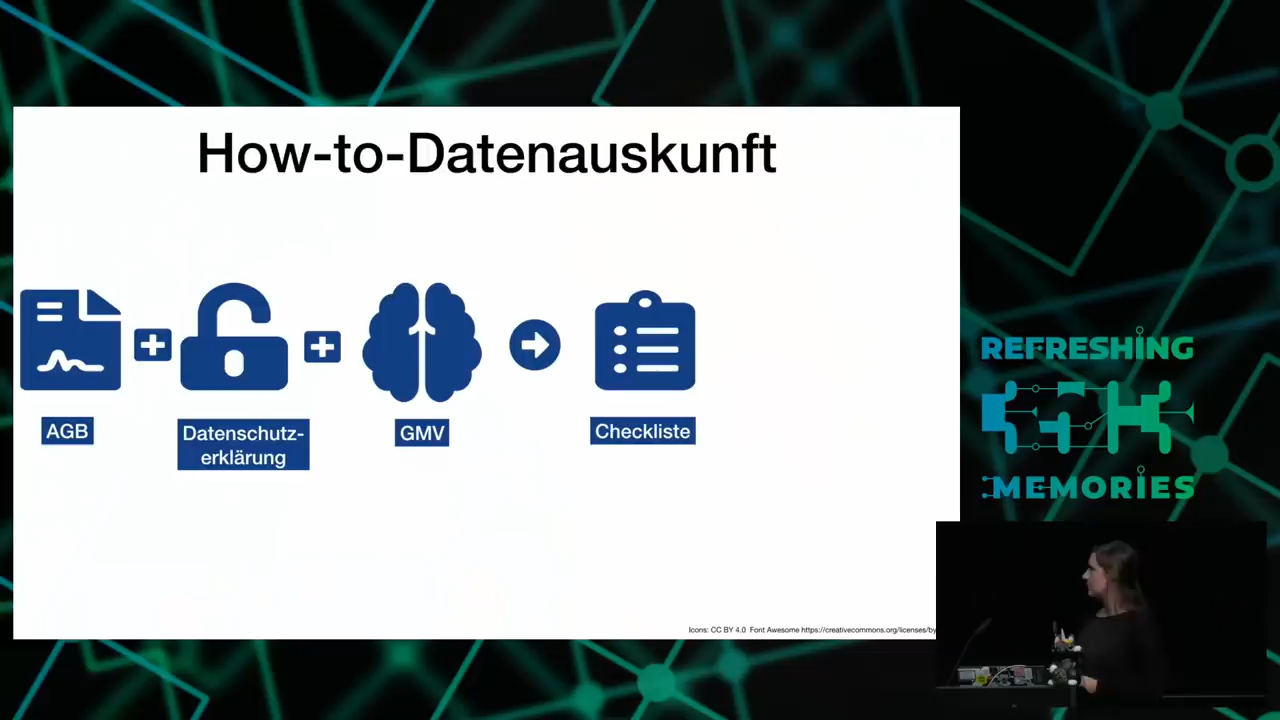 How-to-Datenauskunft
AGB
Datenschutz-
erklärung
GMV
Checkliste
Icons: CC BY 4.0 Font Awesome https://creativecommons.org/licenses/by
REFRESHING
MEMORIES